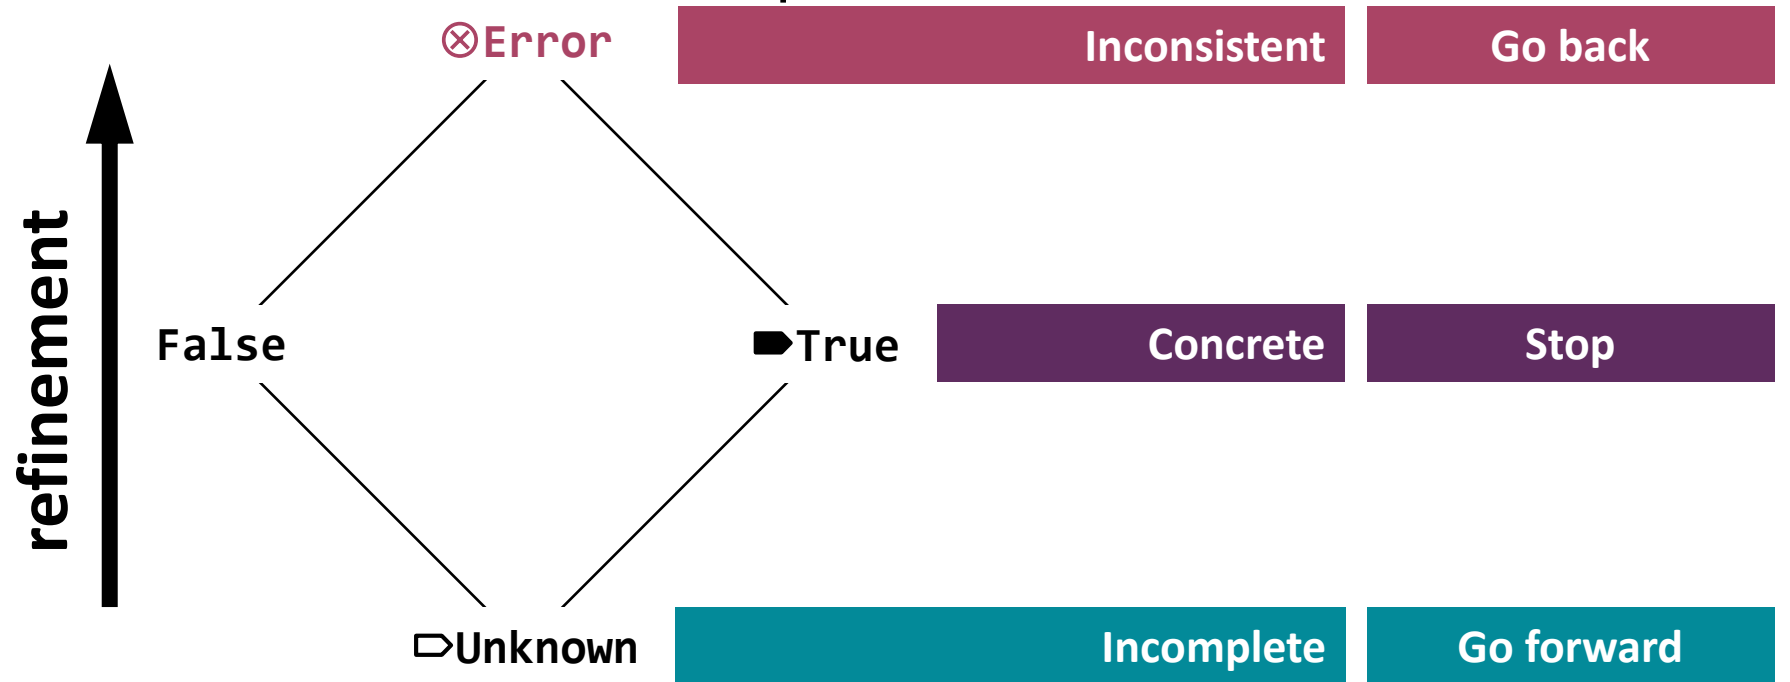 Error
Inconsistent
Go back
refinement
False
True
Concrete
Stop
Unknown
Incomplete
Go forward